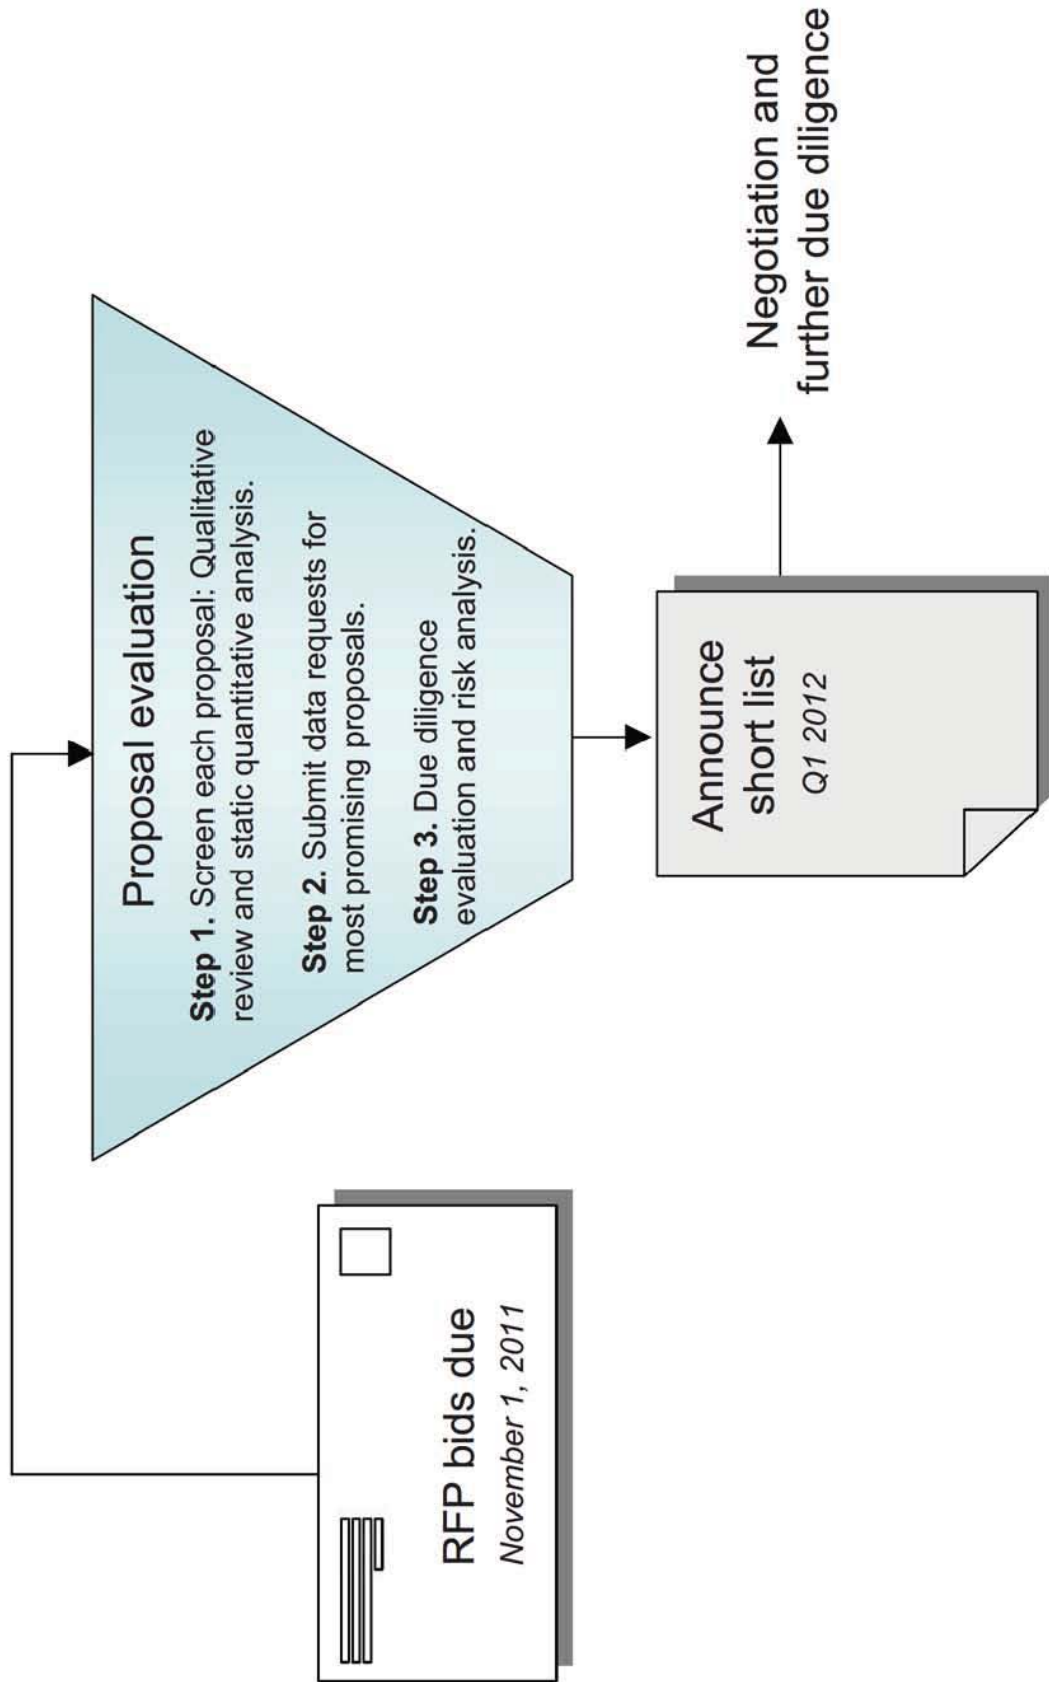 RFP bids due
November 1, 2011
Proposal evaluation
Step 1. Screen each proposal: Qualitative
review and static quantitative analysis.
Step 2. Submit data requests for
most promising proposals.
Step 3. Due diligence
evaluation and risk analysis.
Announce
short list
Q1 2012
Negotiation and
further due diligence